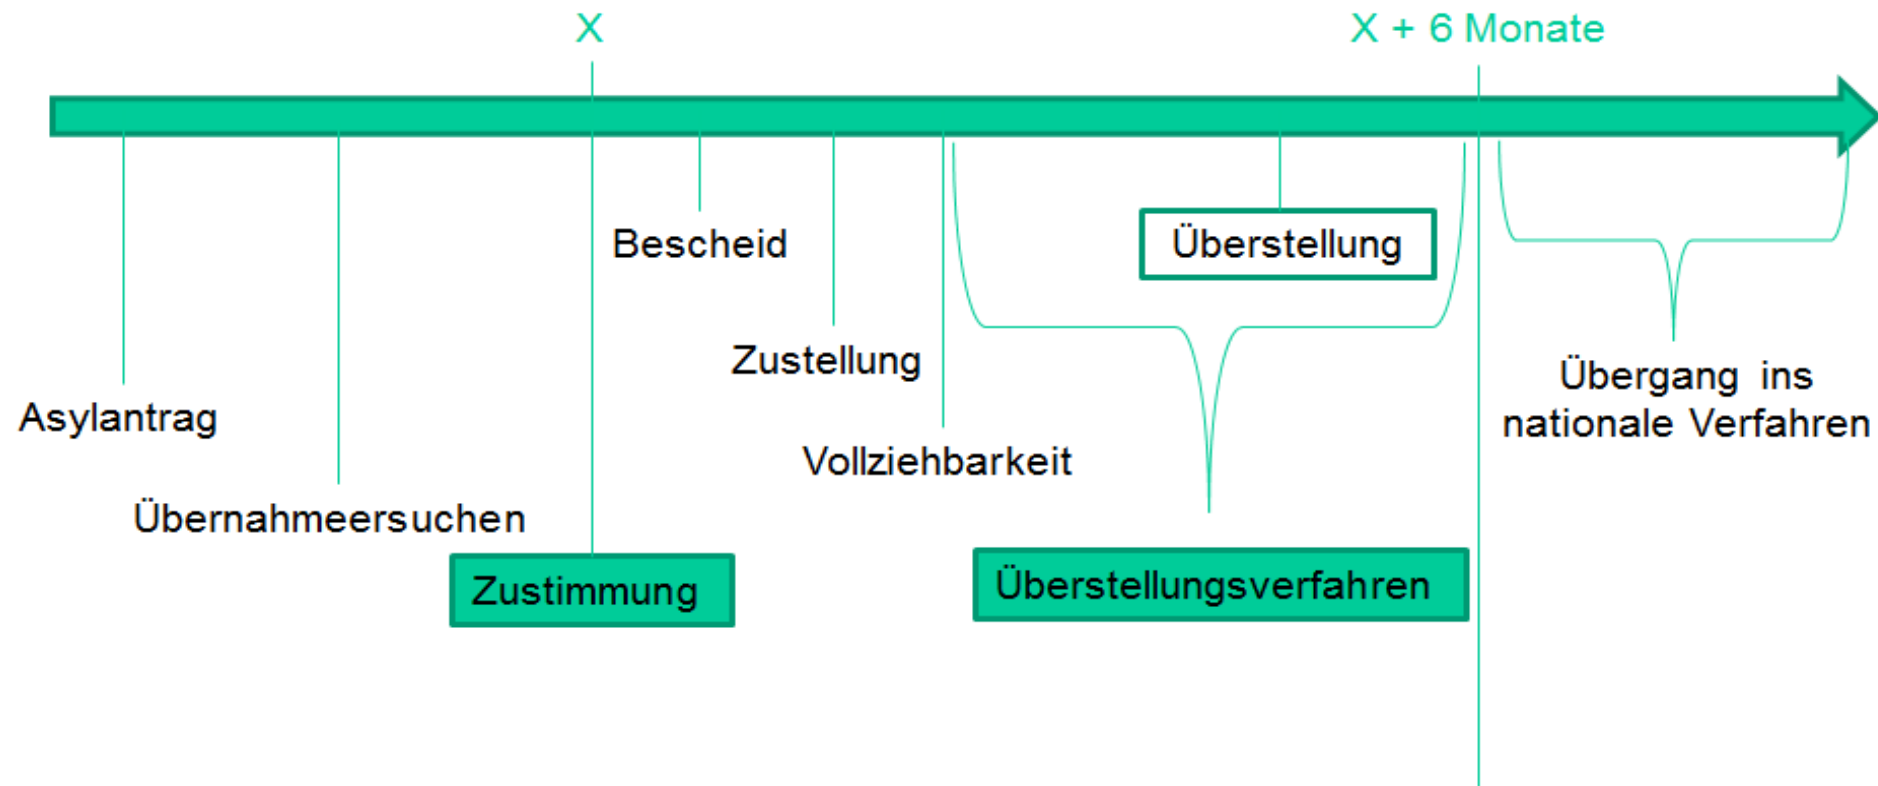 X
X + 6 Monate
Bescheid
Überstellung
Zustellung
Asylantrag
Übergang ins
nationale Verfahren
Vollziehbarkeit
Übernahmeersuchen
Zustimmung
Überstellungsverfahren